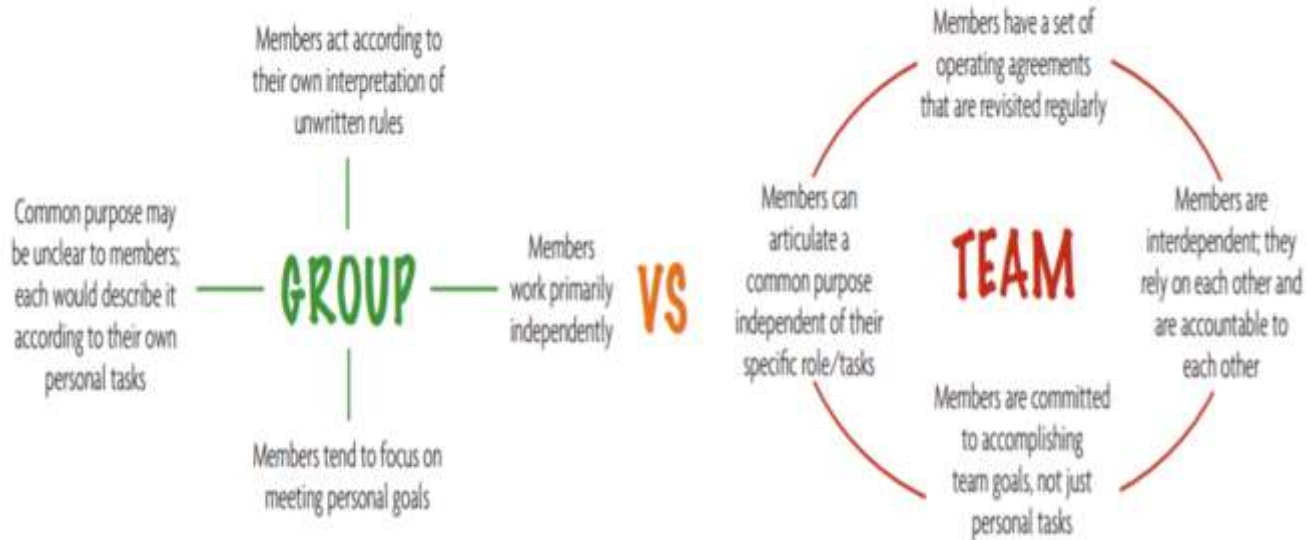 Members act according to
their own interpretation of
unwritten rules
Common purpose may
be unclear to members;
each would describe it
according to their own
personal tasks
GROUP
Members
work primarily
independently
Members tend to focus on
meeting personal goals
VS
Members have a set of
operating agreements
that are revisited regularly
Members can
articulate a
common purpose
independent of their
specific role/tasks
TEAM
Members are
interdependent; they
rely on each other and
are accountable to
each other
Members are committed
to accomplishing
team goals, not just
personal tasks